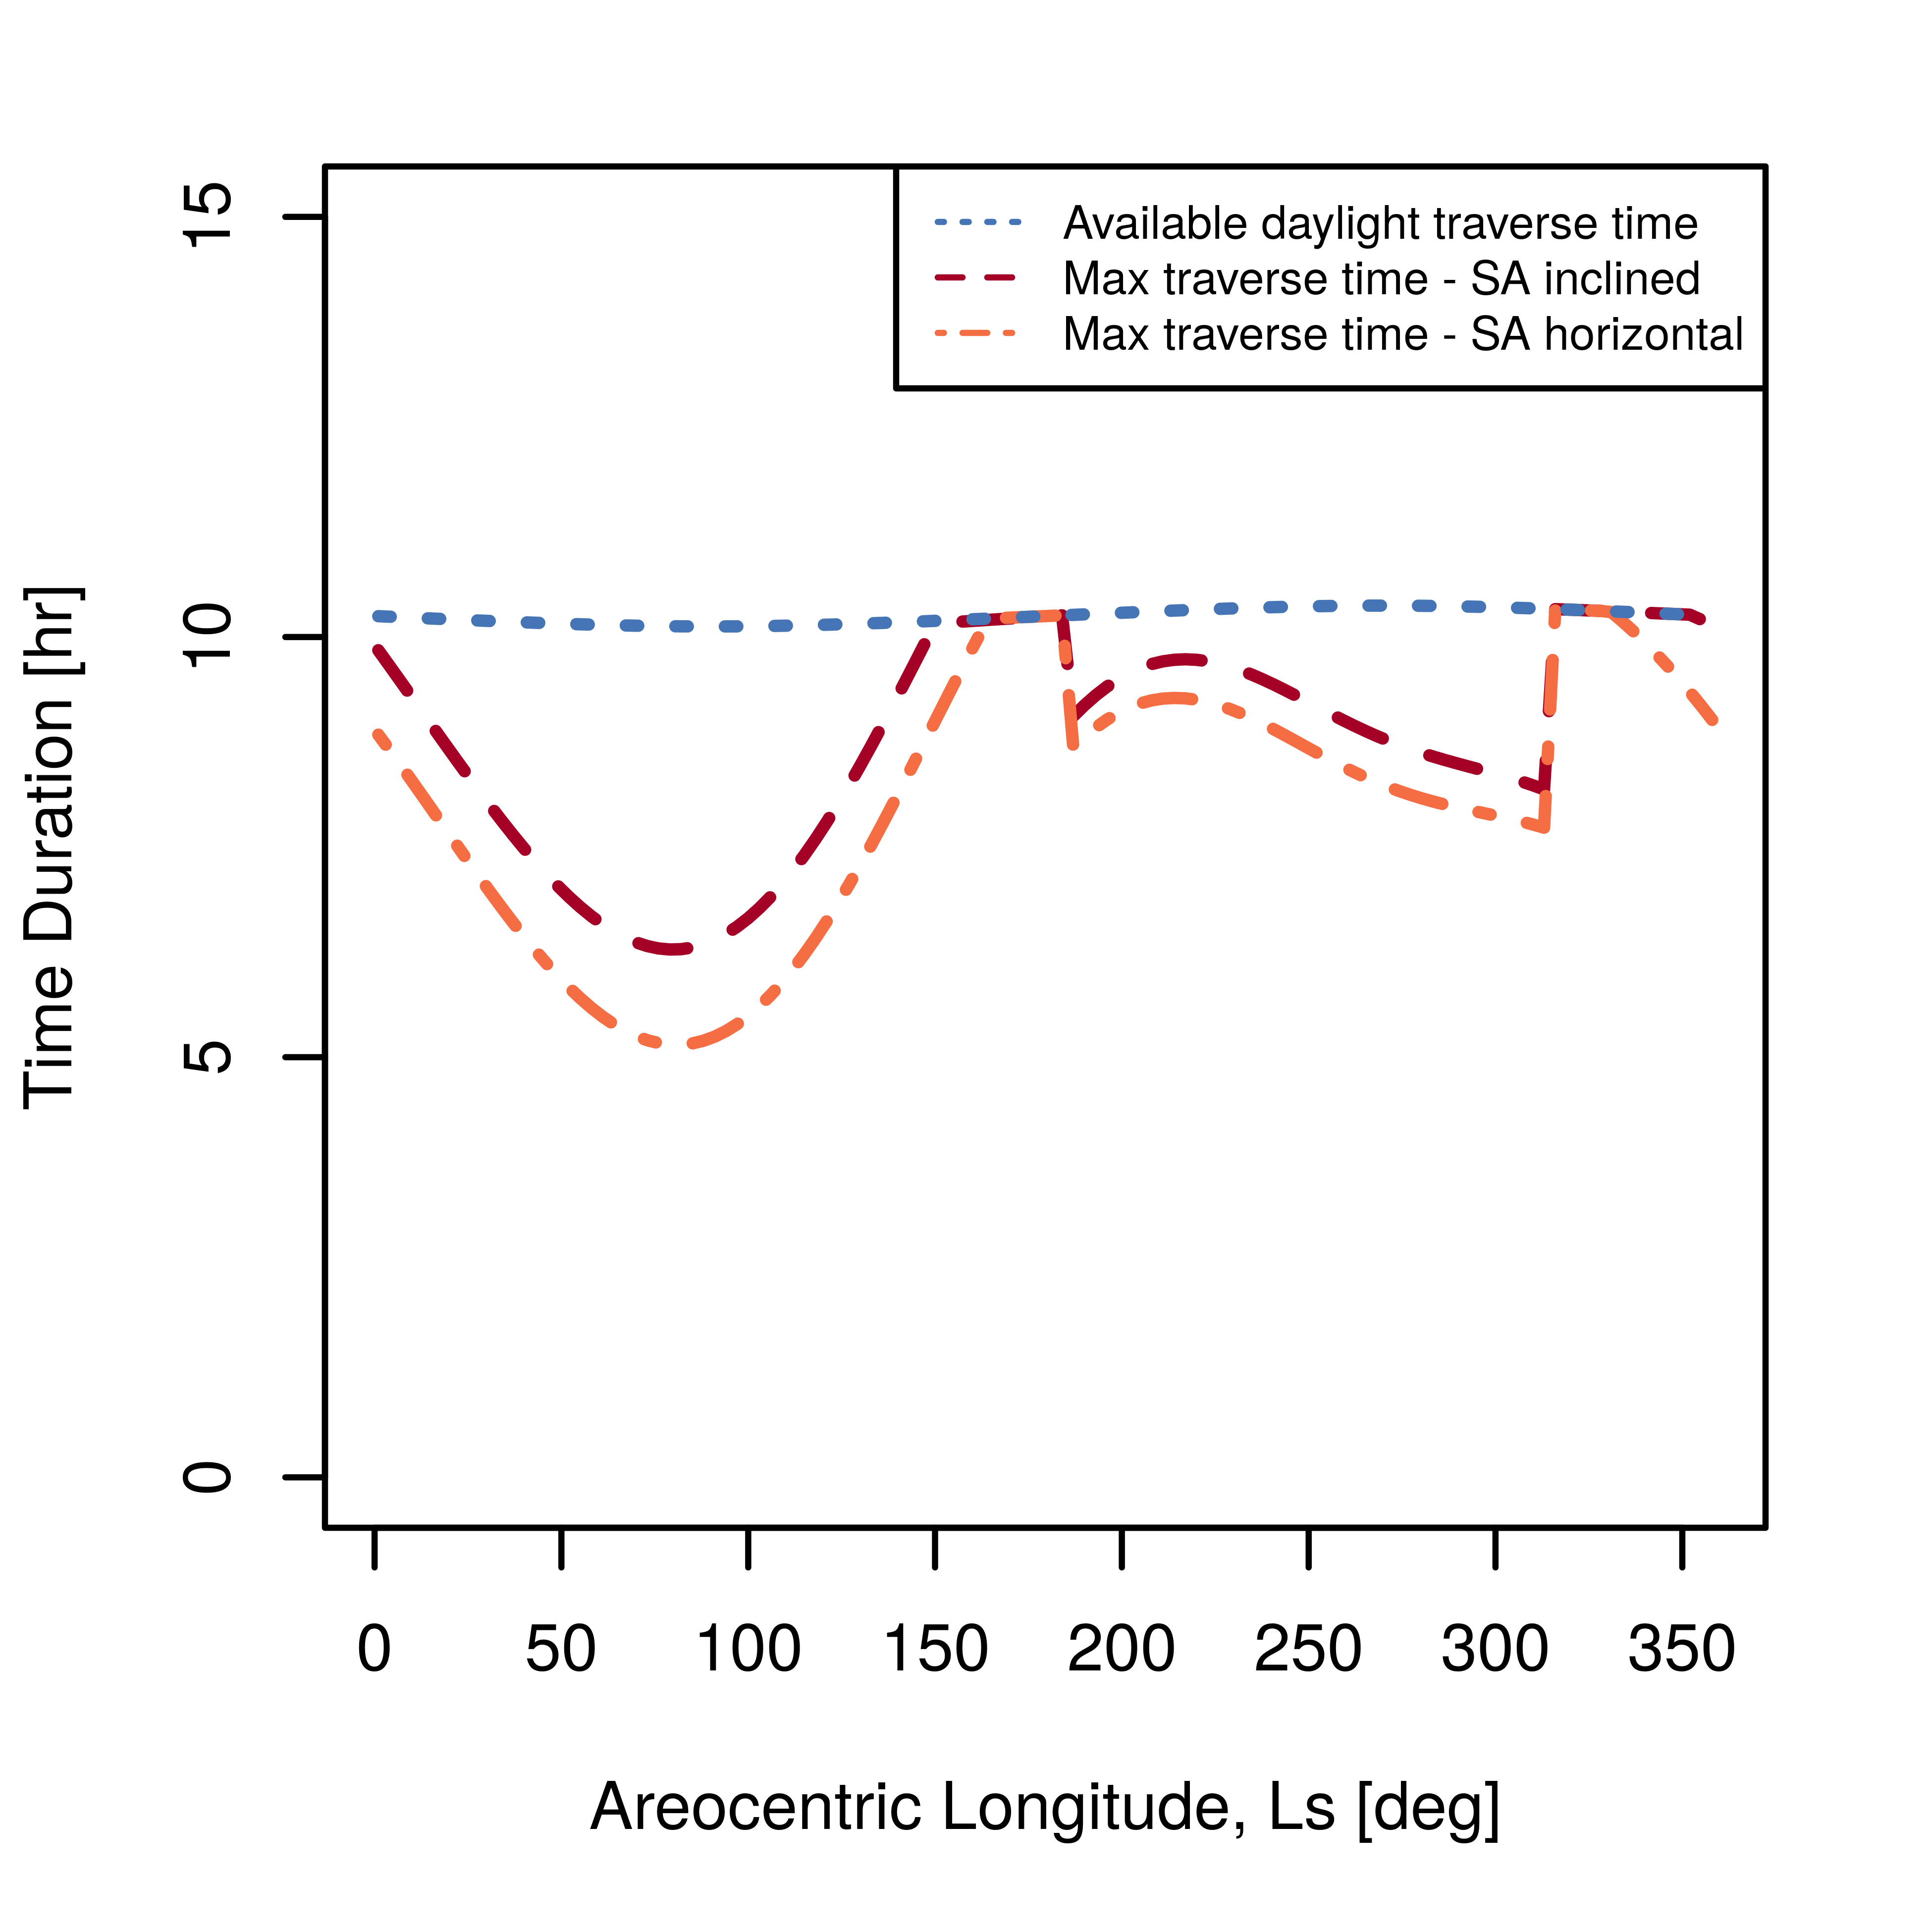 Available daylight traverse time
Max traverse time - SA inclined
Max traverse time - SA horizontal
Time Duration [hr]
15
10
5
0
0 50 100 150 200 250 300 350
Areocentric Longitude, Ls [deg]